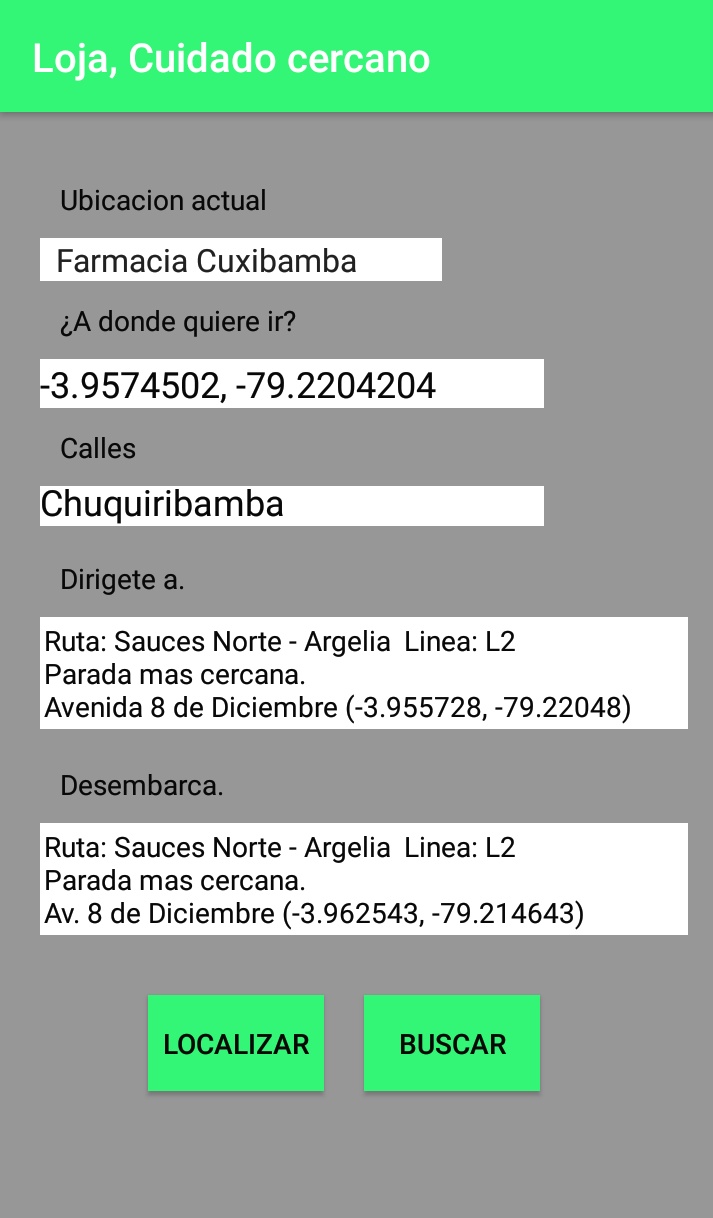 Loja, Cuidado cercano
Ubicacion actual
Farmacia Cuxibamba
¿A donde quiere ir?
-3.9574502, -79.2204204
Calles
Chuquiribamba
Dirigete a.
Ruta: Sauces Norte - Argelia  Linea: L2
Parada mas cercana.
Avenida 8 de Diciembre (-3.955728, -79.22048)
Desembarca.
Ruta: Sauces Norte - Argelia  Linea: L2
Parada mas cercana.
Av. 8 de Diciembre (-3.962543, -79.214643)
LOCALIZAR
BUSCAR